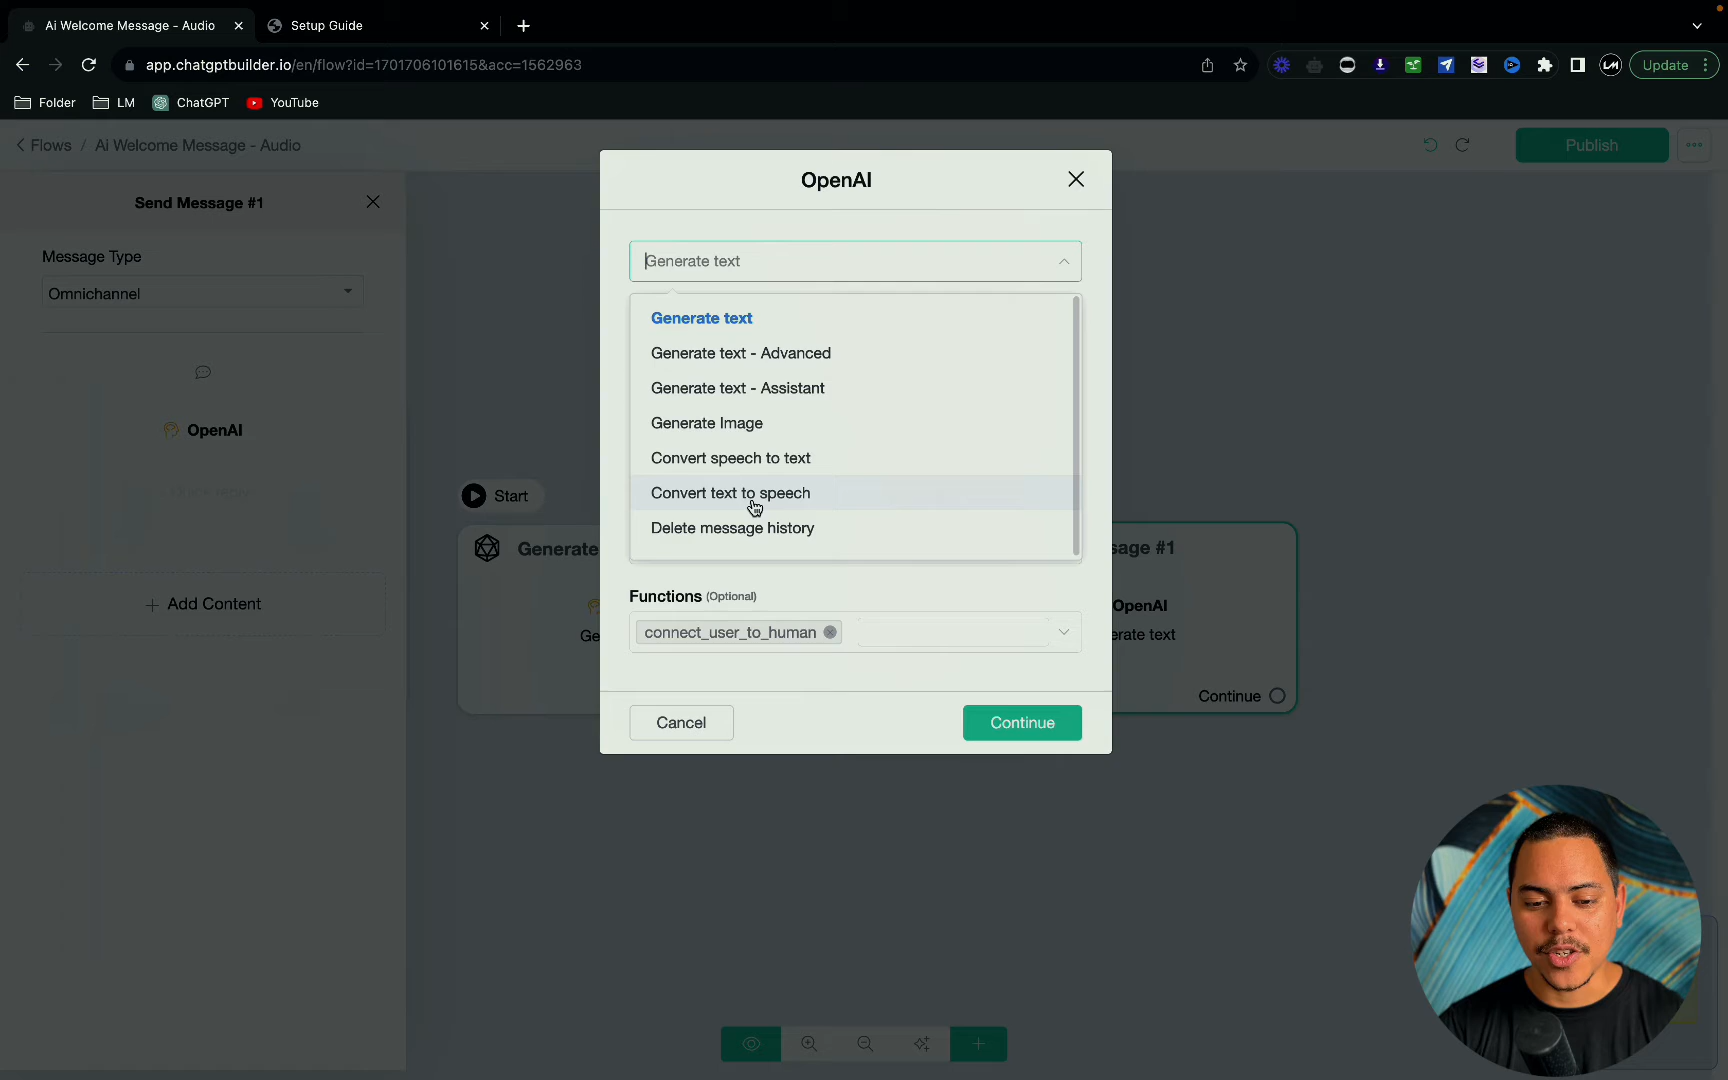 Ai Welcome Message - Audio
Setup Guide
app.chatgptbuilder.io/en/flow?id=1701706101615&acc=1562963
Update
Folder
LM
ChatGPT
YouTube
Flows / Ai Welcome Message - Audio
Publish
Send Message #1
Message Type
Omnichannel
OpenAI
Quick reply
Add Content
Start
Generate
OpenAI
Generate text
Generate text
Generate text - Advanced
Generate text - Assistant
Generate Image
Convert speech to text
Convert text to speech
Delete message history
Functions (Optional)
connect_user_to_human
Cancel
Continue
sage #1
OpenAI
erate text
Continue
Ge